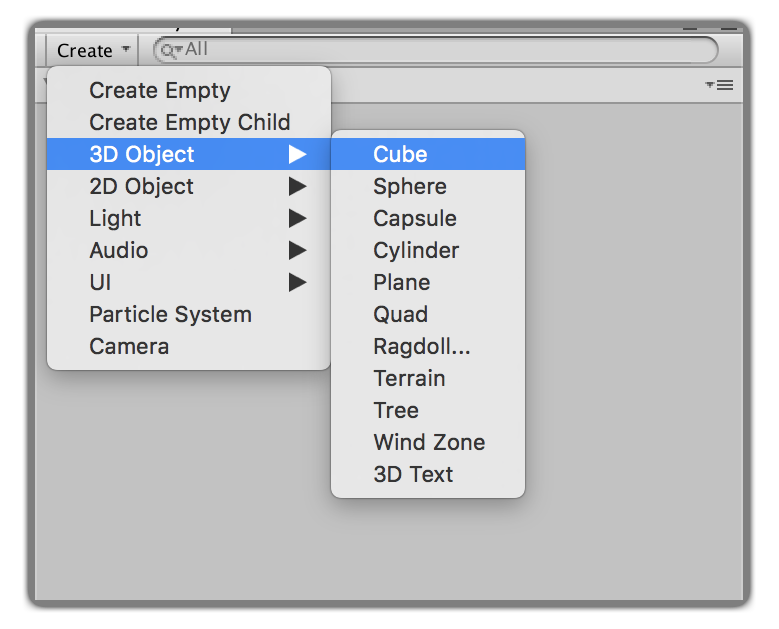 Create
All
Create Empty
Create Empty Child
3D Object
2D Object
Light
Audio
UI
Particle System
Camera
Cube
Sphere
Capsule
Cylinder
Plane
Quad
Ragdoll...
Terrain
Tree
Wind Zone
3D Text